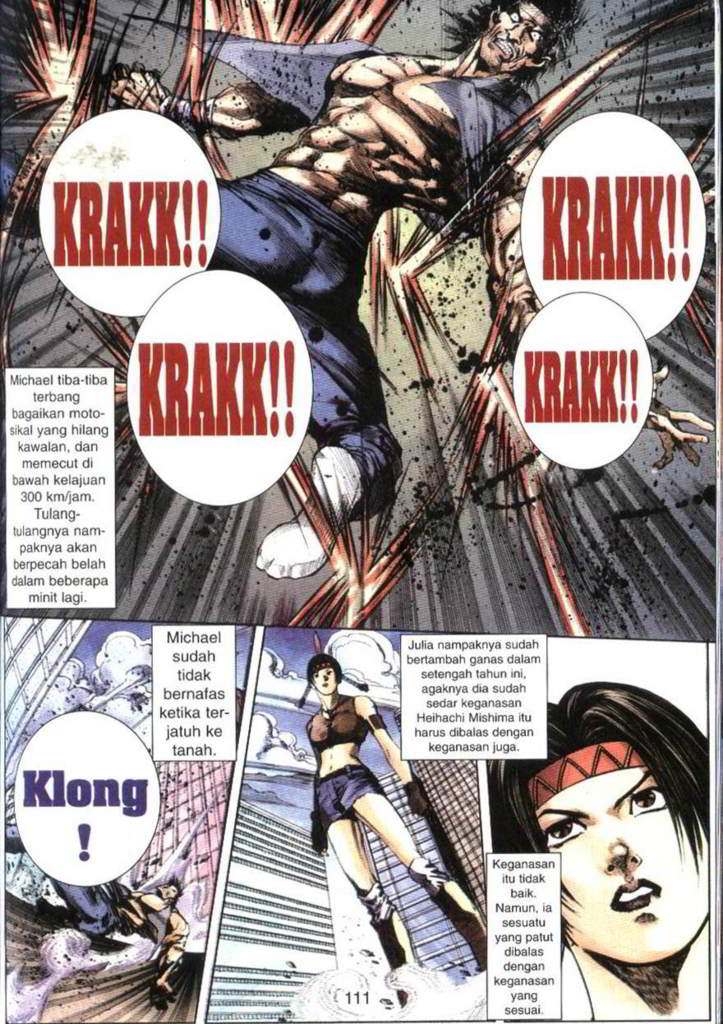 KRAKK!!
KRAKK!!
KRAKK!!
KRAKK!!
Michael tiba-tiba
terbang
bagaikan moto-
sikal yang hilang
kawalan, dan
memecut di
bawah kelajuan
300 km/jam.
Tulang-
tulangnya nam-
paknya akan
berpecah belah
dalam beberapa
minit lagi.
Michael
sudah
tidak
bernafas
ketika ter-
jatuh ke
tanah.
Klong
!
Julia nampaknya sudah
bertambah ganas dalam
setengah tahun ini,
agaknya dia sudah
sedar keganasan
Heihachi Mishima itu
harus dibalas dengan
keganasan juga.
Keganasan
itu tidak
baik.
Namun, ia
sesuatu
yang patut
dibalas
dengan
keganasan
yang
sesuai.
111